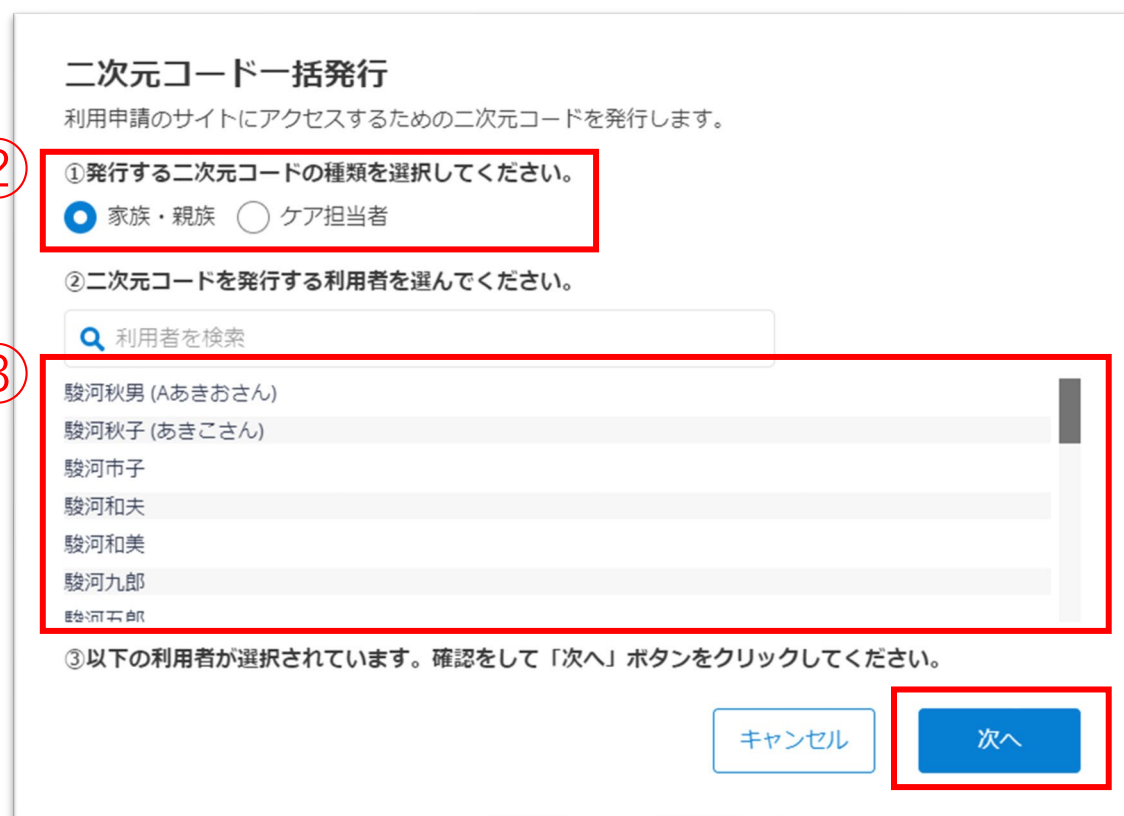 二次元コード一括発行
利用申請のサイトにアクセスするための二次元コードを発行します。
②
①発行する二次元コードの種類を選択してください。
家族・親族 ケア担当者
②二次元コードを発行する利用者を選んでください。
利用者を検索
③
駿河秋男 (Aあきおさん)
駿河秋子 (あきこさん)
駿河市子
駿河和夫
駿河和美
駿河九郎
駿河五郎
③以下の利用者が選択されています。確認をして「次へ」ボタンをクリックしてください。
キャンセル 次へ